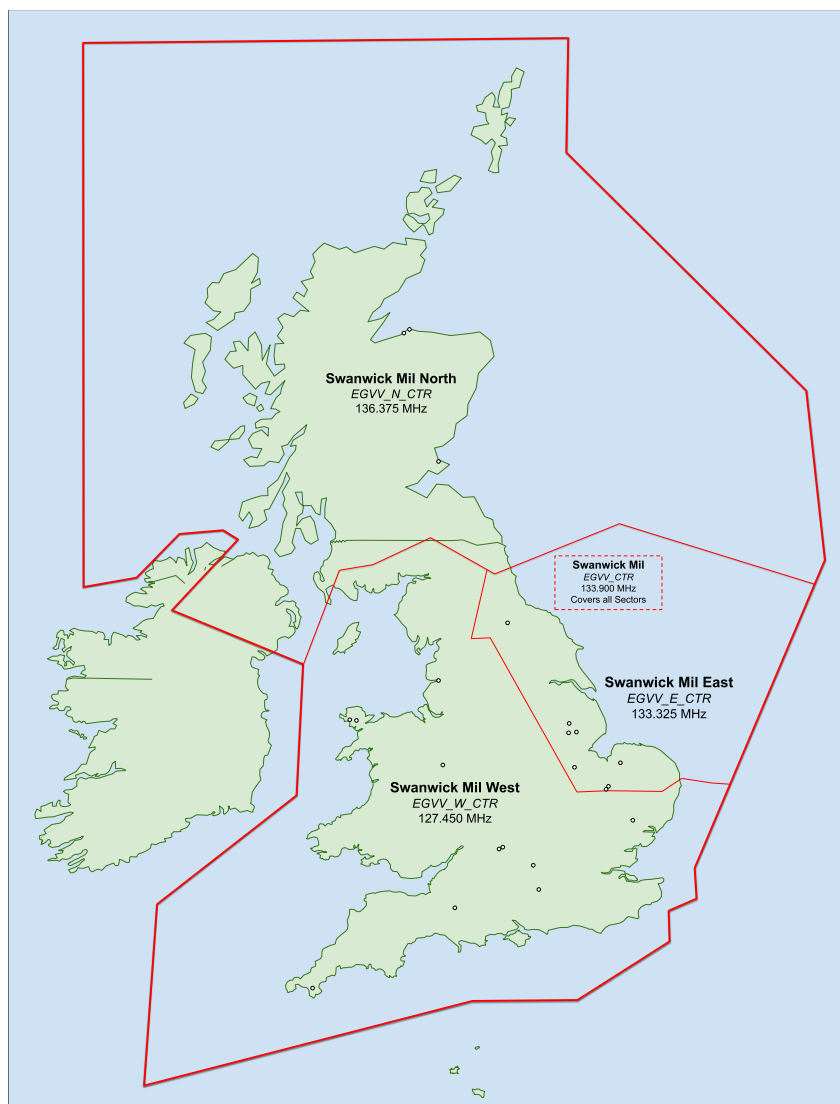 Swanwick Mil North
EGVV_N_CTR
136.375 MHz
Swanwick Mil
EGVV_CTR
133.900 MHz
Covers all Sectors
Swanwick Mil East
EGVV_E_CTR
133.325 MHz
Swanwick Mil West
EGVV_W_CTR
127.450 MHz